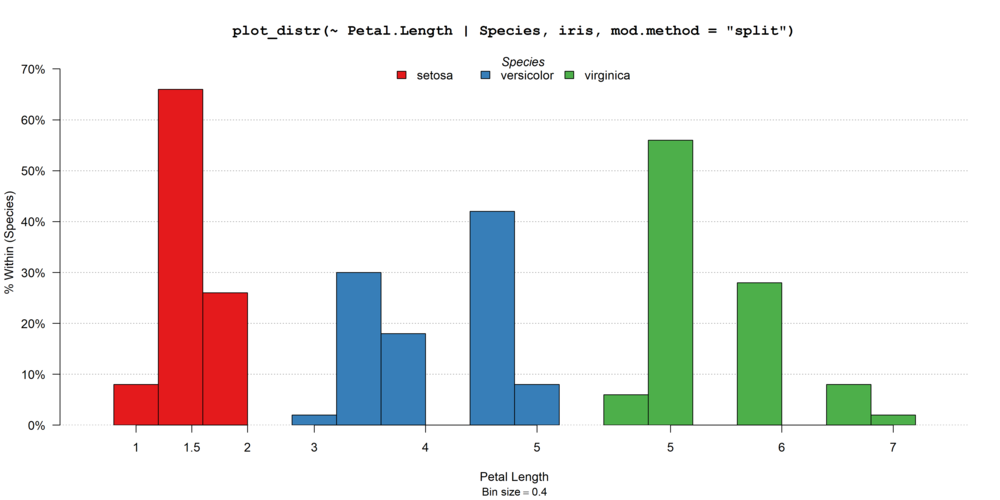 plot_distr(~ Petal.Length | Species, iris, mod.method = "split")
Species
setosa versicolor virginica
70%
60%
50%
40%
30%
20%
10%
0%
% Within (Species)
1 1.5 2 3 4 5 5 6 7
Petal Length
Bin size = 0.4